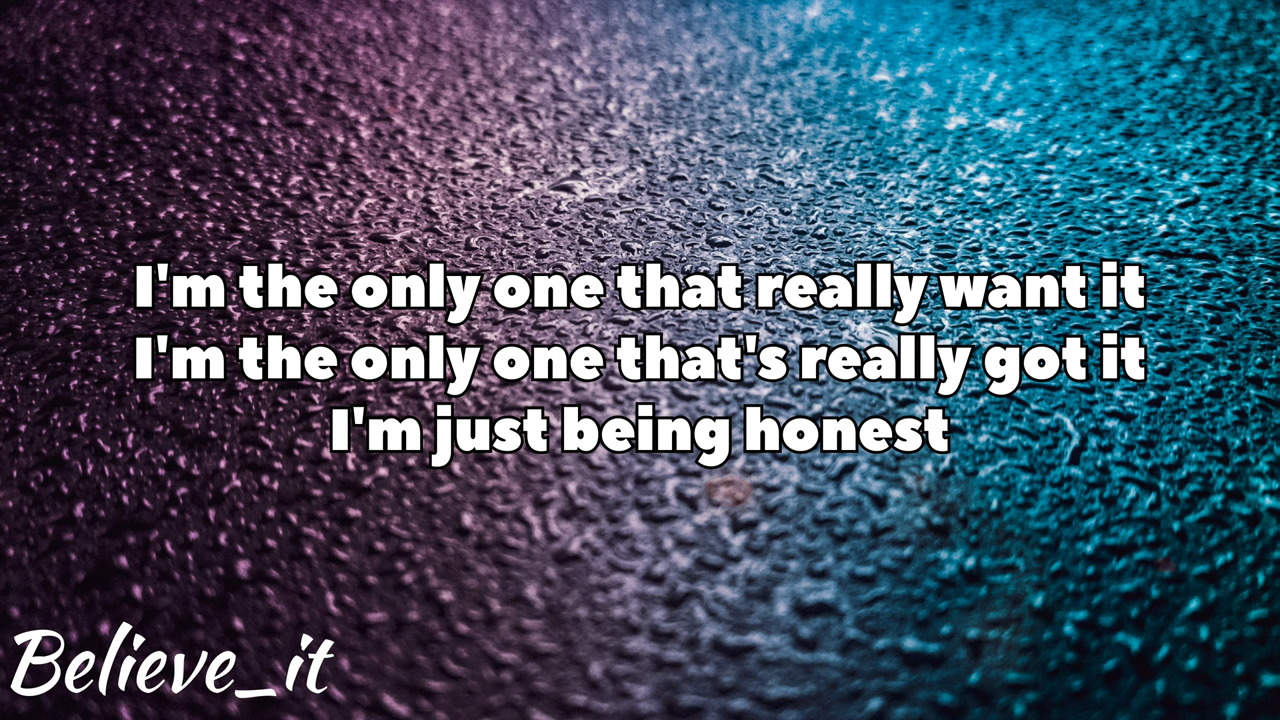 I'm the only one that really want it
I'm the only one that's really got it
I'm just being honest
Believe_it